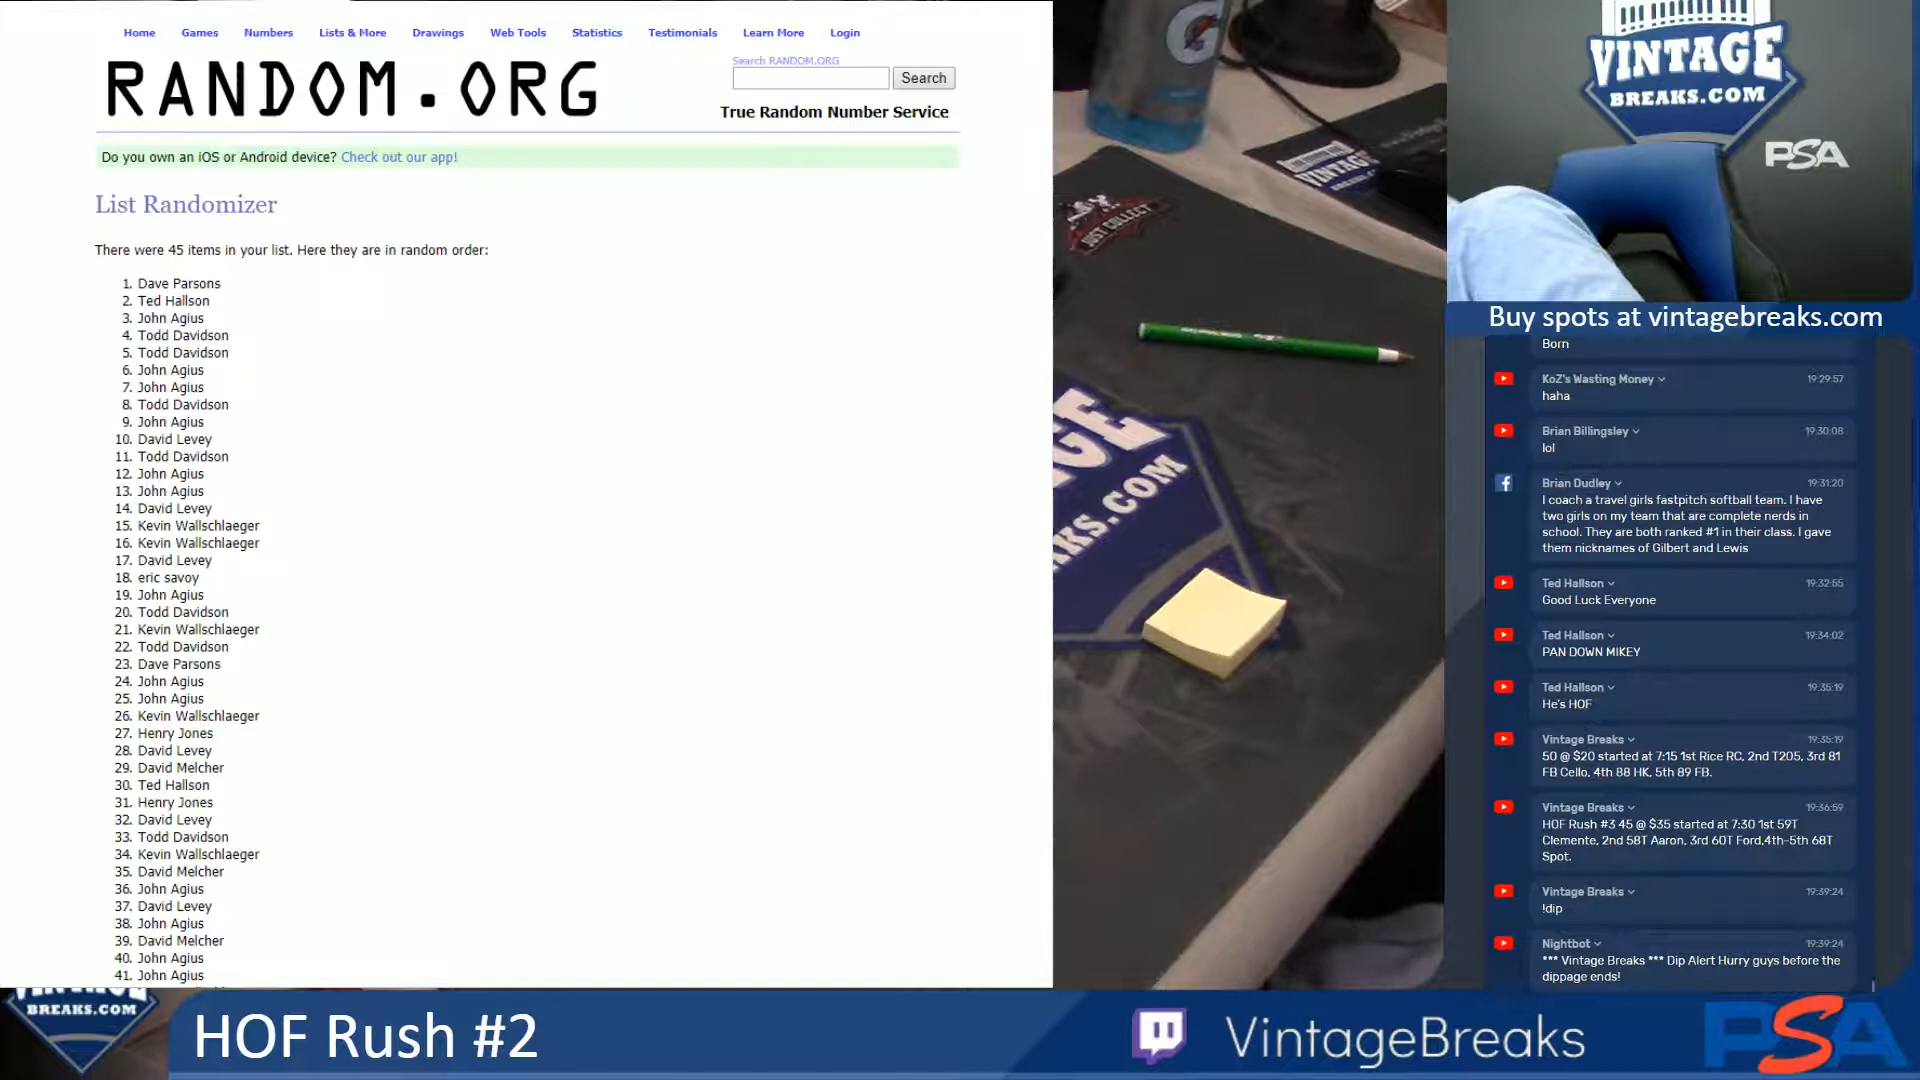 Home Games Numbers Lists & More Drawings Web Tools Statistics Testimonials Learn More Login
RANDOM.ORG
Search RANDOM.ORG
Search
True Random Number Service
Do you own an iOS or Android device? Check out our app!
List Randomizer
There were 45 items in your list. Here they are in random order:
1. Dave Parsons
2. Ted Hallson
3. John Agius
4. Todd Davidson
5. Todd Davidson
6. John Agius
7. John Agius
8. Todd Davidson
9. John Agius
10. David Levey
11. Todd Davidson
12. John Agius
13. John Agius
14. David Levey
15. Kevin Wallschlaeger
16. Kevin Wallschlaeger
17. David Levey
18. eric savoy
19. John Agius
20. Todd Davidson
21. Kevin Wallschlaeger
22. Todd Davidson
23. Dave Parsons
24. John Agius
25. John Agius
26. Kevin Wallschlaeger
27. Henry Jones
28. David Levey
29. David Melcher
30. Ted Hallson
31. Henry Jones
32. David Levey
33. Todd Davidson
34. Kevin Wallschlaeger
35. David Melcher
36. John Agius
37. David Levey
38. John Agius
39. David Melcher
40. John Agius
41. John Agius
VINTAGE
JUST COLLECT
AGE
AKS.COM
VINTAGE
BREAKS.COM
PSA
Buy spots at vintagebreaks.com
Born
KoZ's Wasting Money 19:29:57
haha
Brian Billingsley 19:30:08
lol
Brian Dudley 19:31:20
I coach a travel girls fastpitch softball team. I have
two girls on my team that are complete nerds in
school. They are both ranked #1 in their class. I gave
them nicknames of Gilbert and Lewis
Ted Hallson 19:32:55
Good Luck Everyone
Ted Hallson 19:34:02
PAN DOWN MIKEY
Ted Hallson 19:35:19
He's HOF
Vintage Breaks 19:35:19
50 @ $20 started at 7:15 1st Rice RC, 2nd T205, 3rd 81
FB Cello, 4th 88 HK, 5th 89 FB.
Vintage Breaks 19:36:59
HOF Rush #3 45 @ $35 started at 7:30 1st 59T
Clemente, 2nd 58T Aaron, 3rd 60T Ford,4th-5th 68T
Spot.
Vintage Breaks 19:39:24
!dip
Nightbot 19:39:24
*** Vintage Breaks *** Dip Alert Hurry guys before the
dippage ends!
VINTAGE
BREAKS.COM
HOF Rush #2
VintageBreaks
PSA